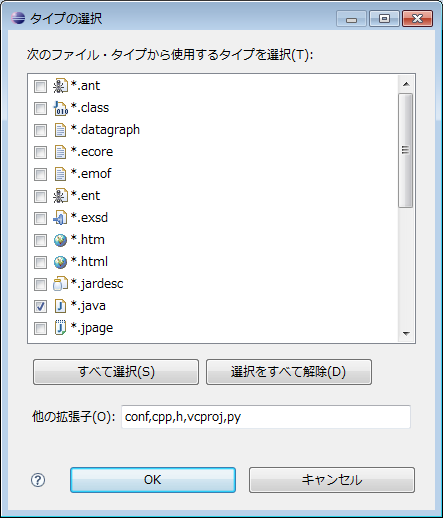 タイプの選択
次のファイル・タイプから使用するタイプを選択(T):
*.ant
*.class
*.datagraph
*.ecore
*.emof
*.ent
*.exsd
*.htm
*.html
*.jardesc
*.java
*.jpage
すべて選択(S)
選択をすべて解除(D)
他の拡張子(O):
conf,cpp,h,vcproj,py
OK
キャンセル